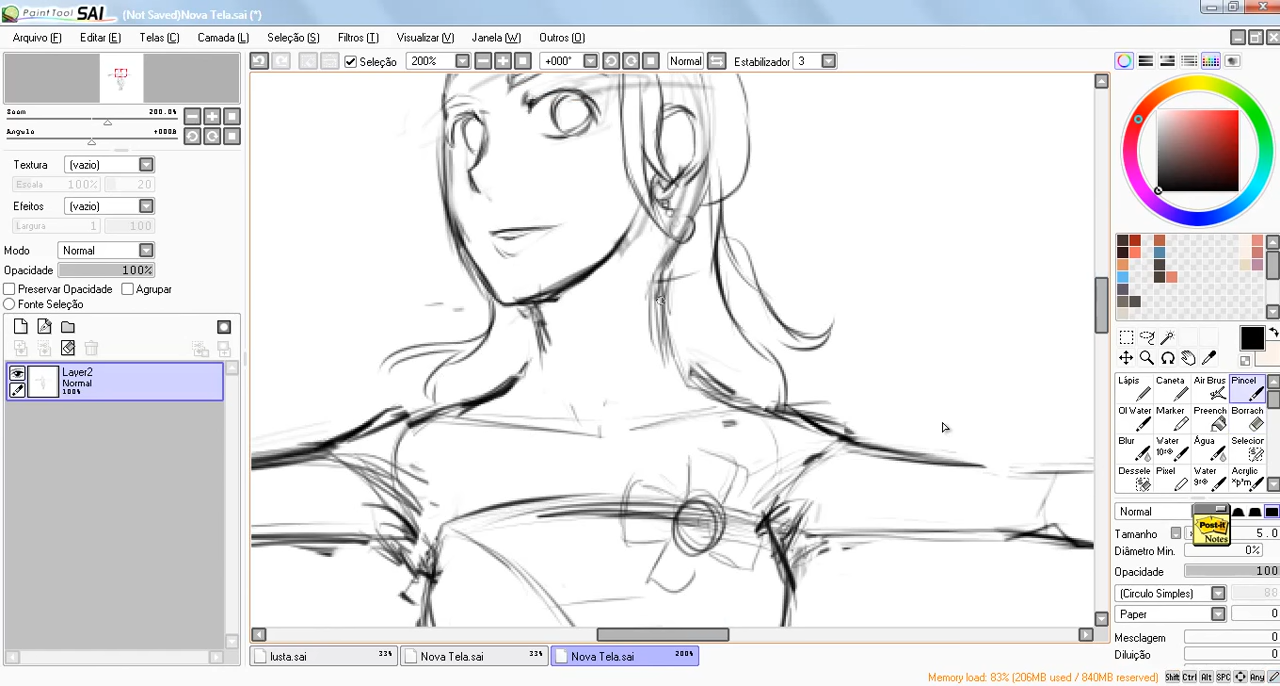 PaintTool SAI (Not Saved)Nova Tela.sai (*)
Arquivo (F) Editar (E) Telas (C) Camada (L) Seleção (S) Filtros (T) Visualizar (V) Janela (W) Outros (O)
Seleção 200% +000° Normal Estabilizador
Zoom 200.0%
Angulo +000°
Textura (vazio)
Escala 100% 20
Efeitos (vazio)
Largura 1 100
Modo Normal
Opacidade 100%
Preservar Opacidade Agrupar
Fonte Seleção
Layer2
Normal
100%
Lápis Caneta Air Brus Pincel
Ol Water Marker Preench Borrach
Blur Water Água Selecior
Dessele Pixel Water Acrylic
Normal
Post-it
Notes
Tamanho 5.0
Diâmetro Min. 0%
Opacidade 100
(Circulo Simples) 80
Paper 0
Mesclagem 0
Diluição 0
lusta.sai 33% Nova Tela.sai 33% Nova Tela.sai 200%
Memory load: 83% (206MB used / 840MB reserved) Shift Ctrl Alt SPC Any